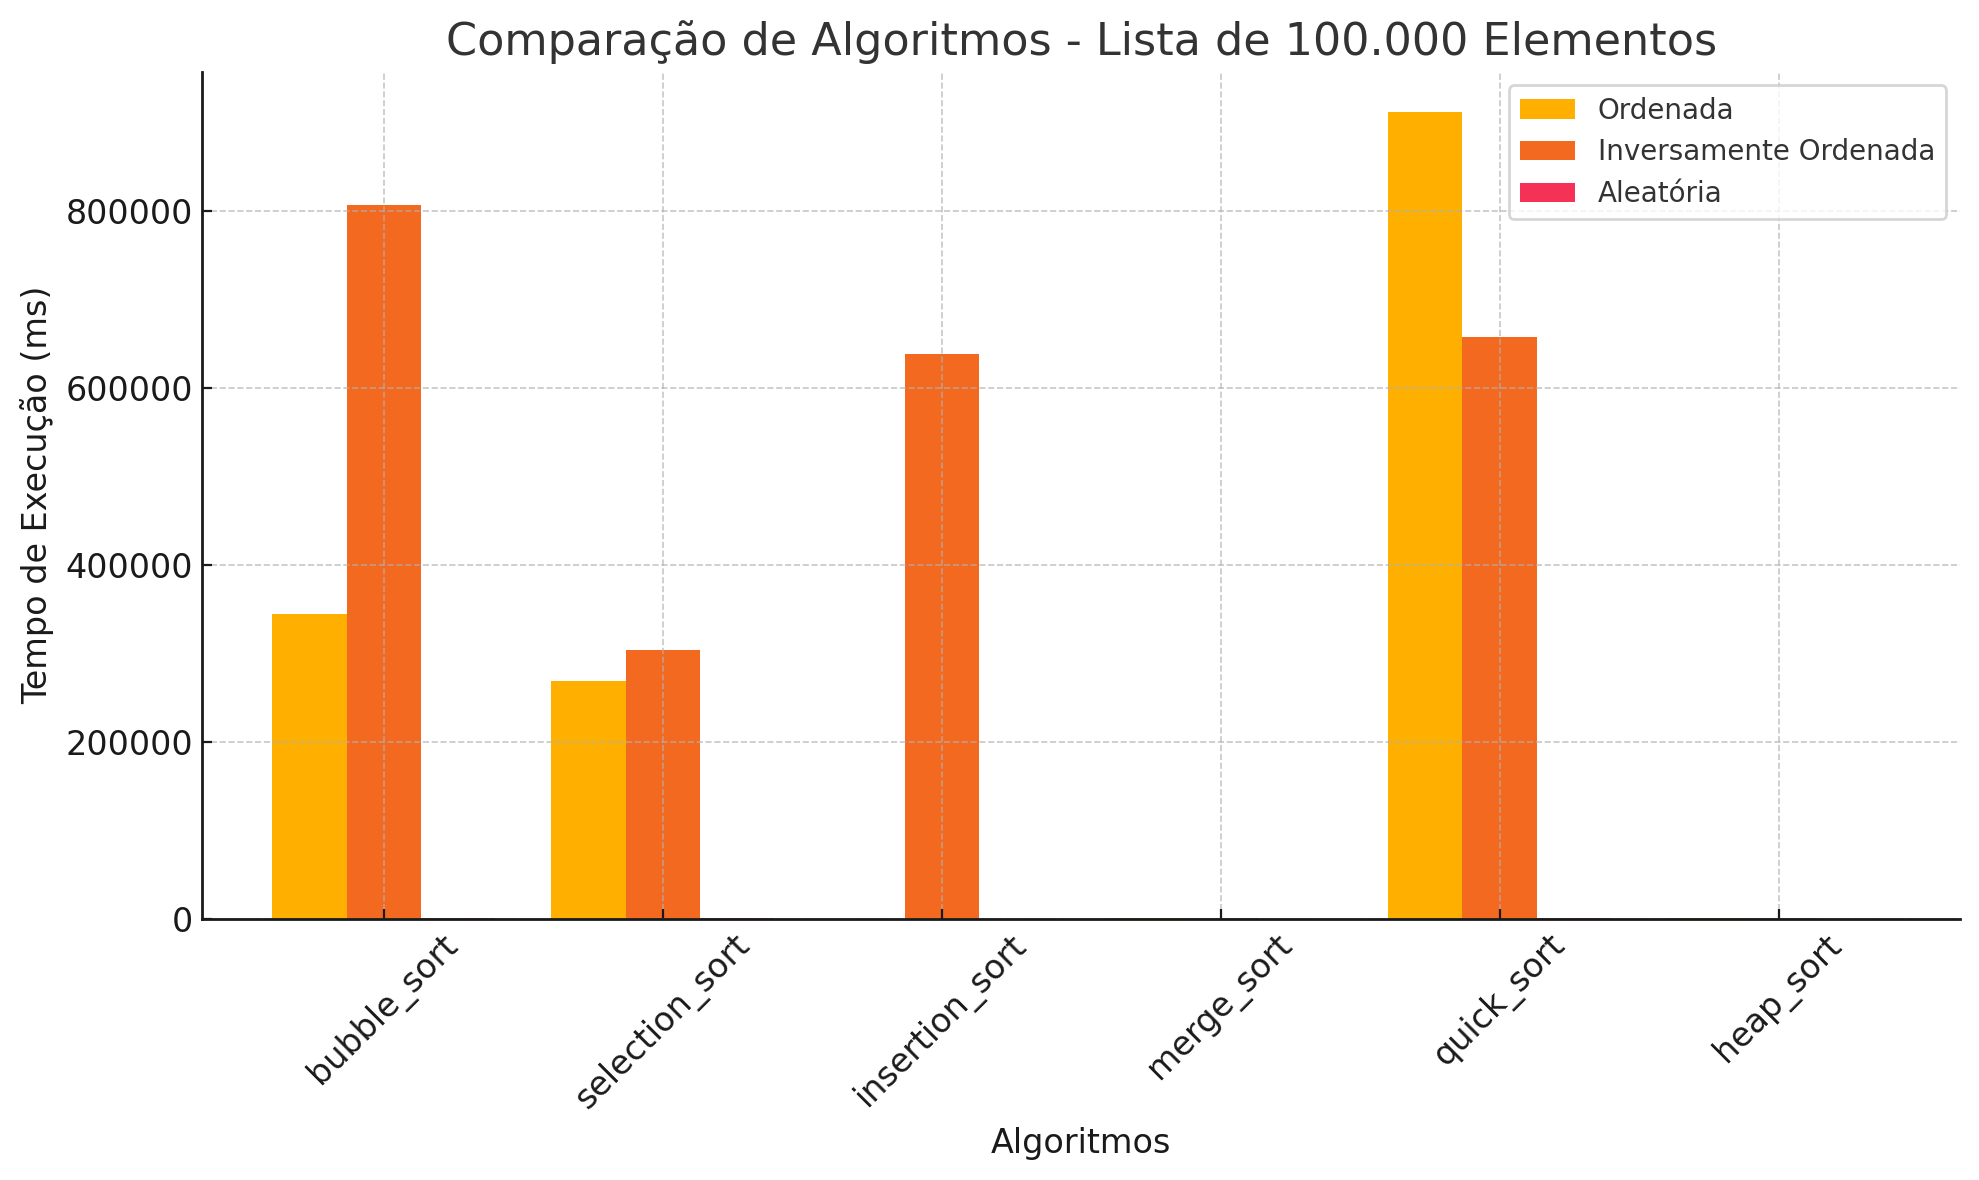 Comparação de Algoritmos - Lista de 100.000 Elementos
Ordenada
Inversamente Ordenada
Aleatória
Tempo de Execução (ms)
800000
600000
400000
200000
0
bubble_sort
selection_sort
insertion_sort
merge_sort
quick_sort
heap_sort
Algoritmos